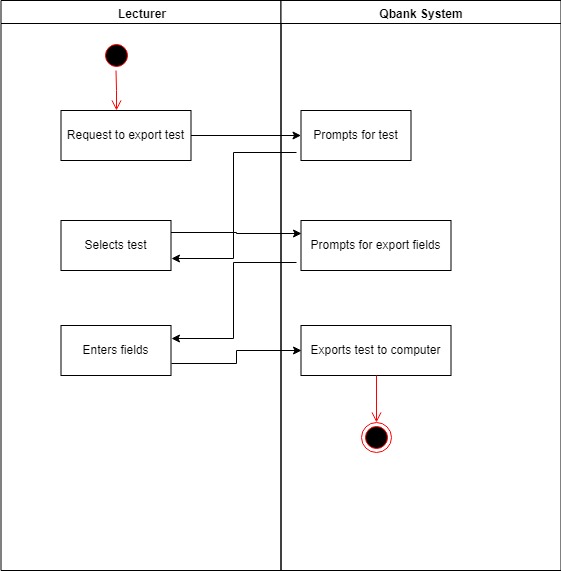 Lecturer
Qbank System
Request to export test
Prompts for test
Selects test
Prompts for export fields
Enters fields
Exports test to computer